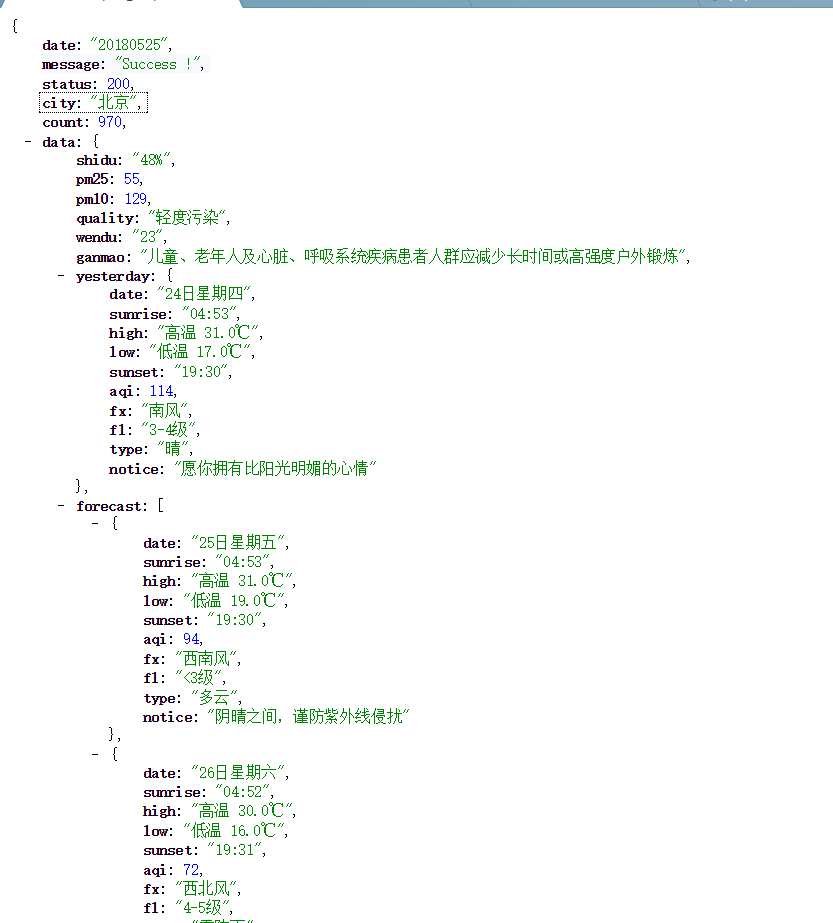 {
date: "20180525",
message: "Success !",
status: 200,
city: "北京",
count: 970,
- data: {
shidu: "48%",
pm25: 55,
pm10: 129,
quality: "轻度污染",
wendu: "23",
ganmao: "儿童、老年人及心脏、呼吸系统疾病患者人群应减少长时间或高强度户外锻炼",
- yesterday: {
date: "24日星期四",
sunrise: "04:53",
high: "高温 31.0℃",
low: "低温 17.0℃",
sunset: "19:30",
aqi: 114,
fx: "南风",
fl: "3-4级",
type: "晴",
notice: "愿你拥有比阳光明媚的心情"
},
- forecast: [
- {
date: "25日星期五",
sunrise: "04:53",
high: "高温 31.0℃",
low: "低温 19.0℃",
sunset: "19:30",
aqi: 94,
fx: "西南风",
fl: "<3级",
type: "多云",
notice: "阴晴之间，谨防紫外线侵扰"
},
- {
date: "26日星期六",
sunrise: "04:52",
high: "高温 30.0℃",
low: "低温 16.0℃",
sunset: "19:31",
aqi: 72,
fx: "西北风",
fl: "4-5级",